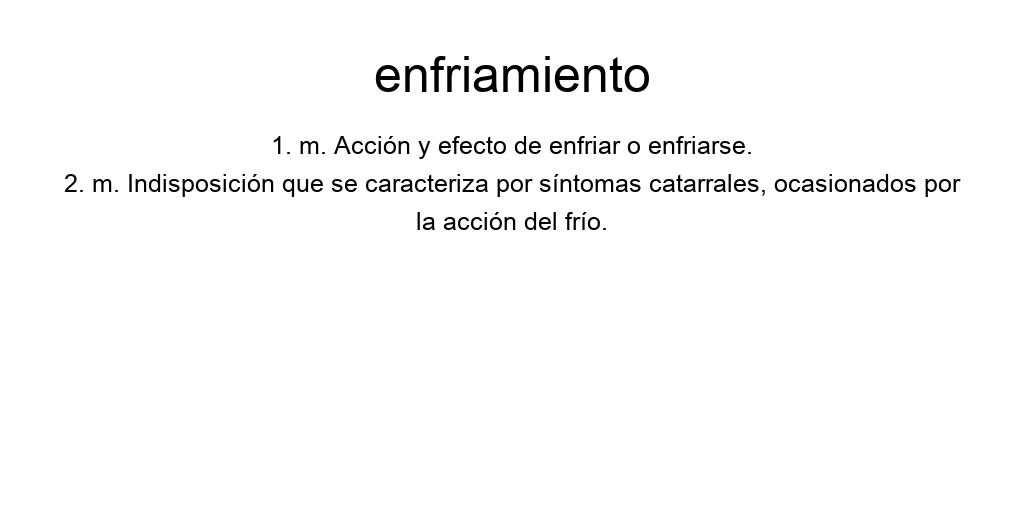 enfriamiento
1. m. Acción y efecto de enfriar o enfriarse.
2. m. Indisposición que se caracteriza por síntomas catarrales, ocasionados por
la acción del frío.